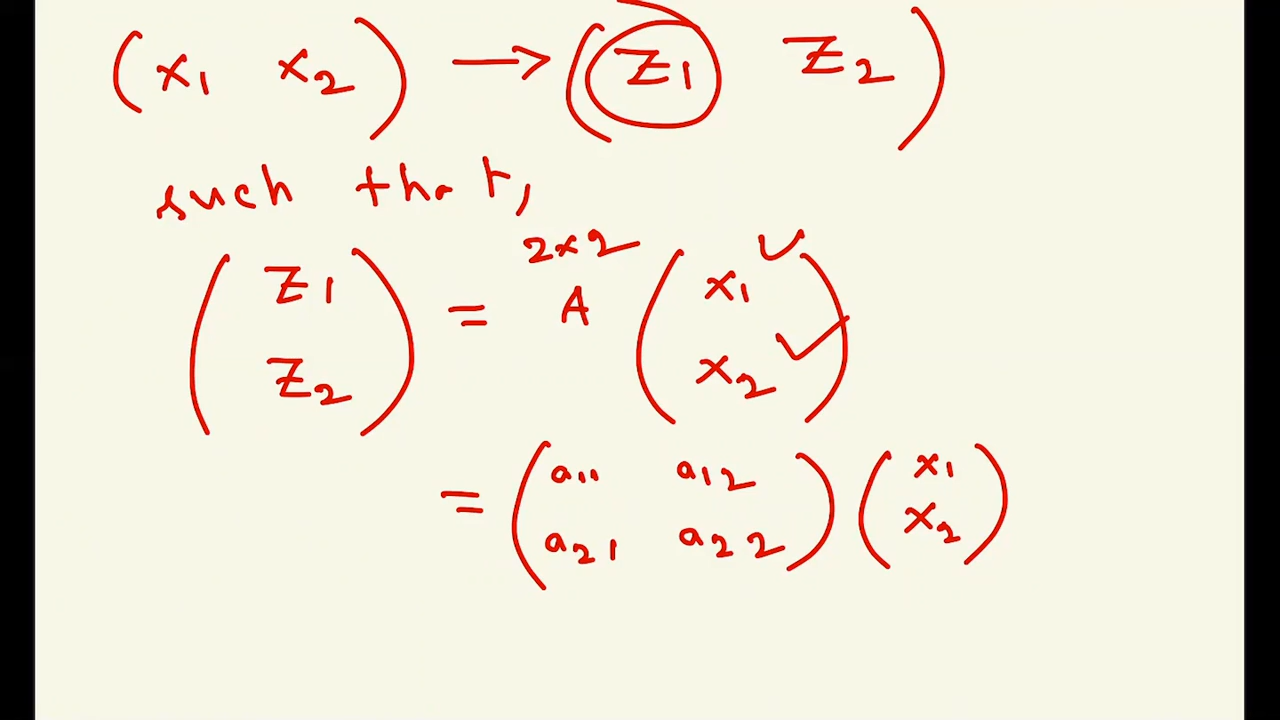 (x1 x2) → (z1 z2)
such that,
2×2
(z1 z2) = A (x1 x2)
= (a11 a12 a21 a22) (x1 x2)